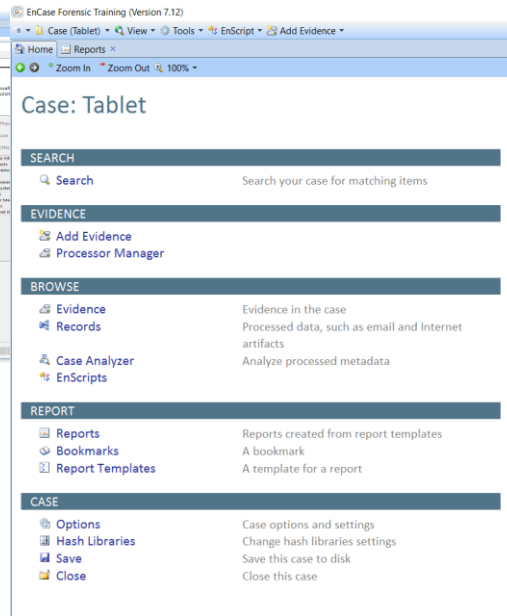 EnCase Forensic Training (Version 7.12)
Case (Tablet) View Tools EnScript Add Evidence
Home Reports ×
Zoom In Zoom Out 100%
Case: Tablet
SEARCH
Search Search your case for matching items
EVIDENCE
Add Evidence
Processor Manager
BROWSE
Evidence Evidence in the case
Records Processed data, such as email and Internet
artifacts
Case Analyzer Analyze processed metadata
EnScripts
REPORT
Reports Reports created from report templates
Bookmarks A bookmark
Report Templates A template for a report
CASE
Options Case options and settings
Hash Libraries Change hash libraries settings
Save Save this case to disk
Close Close this case